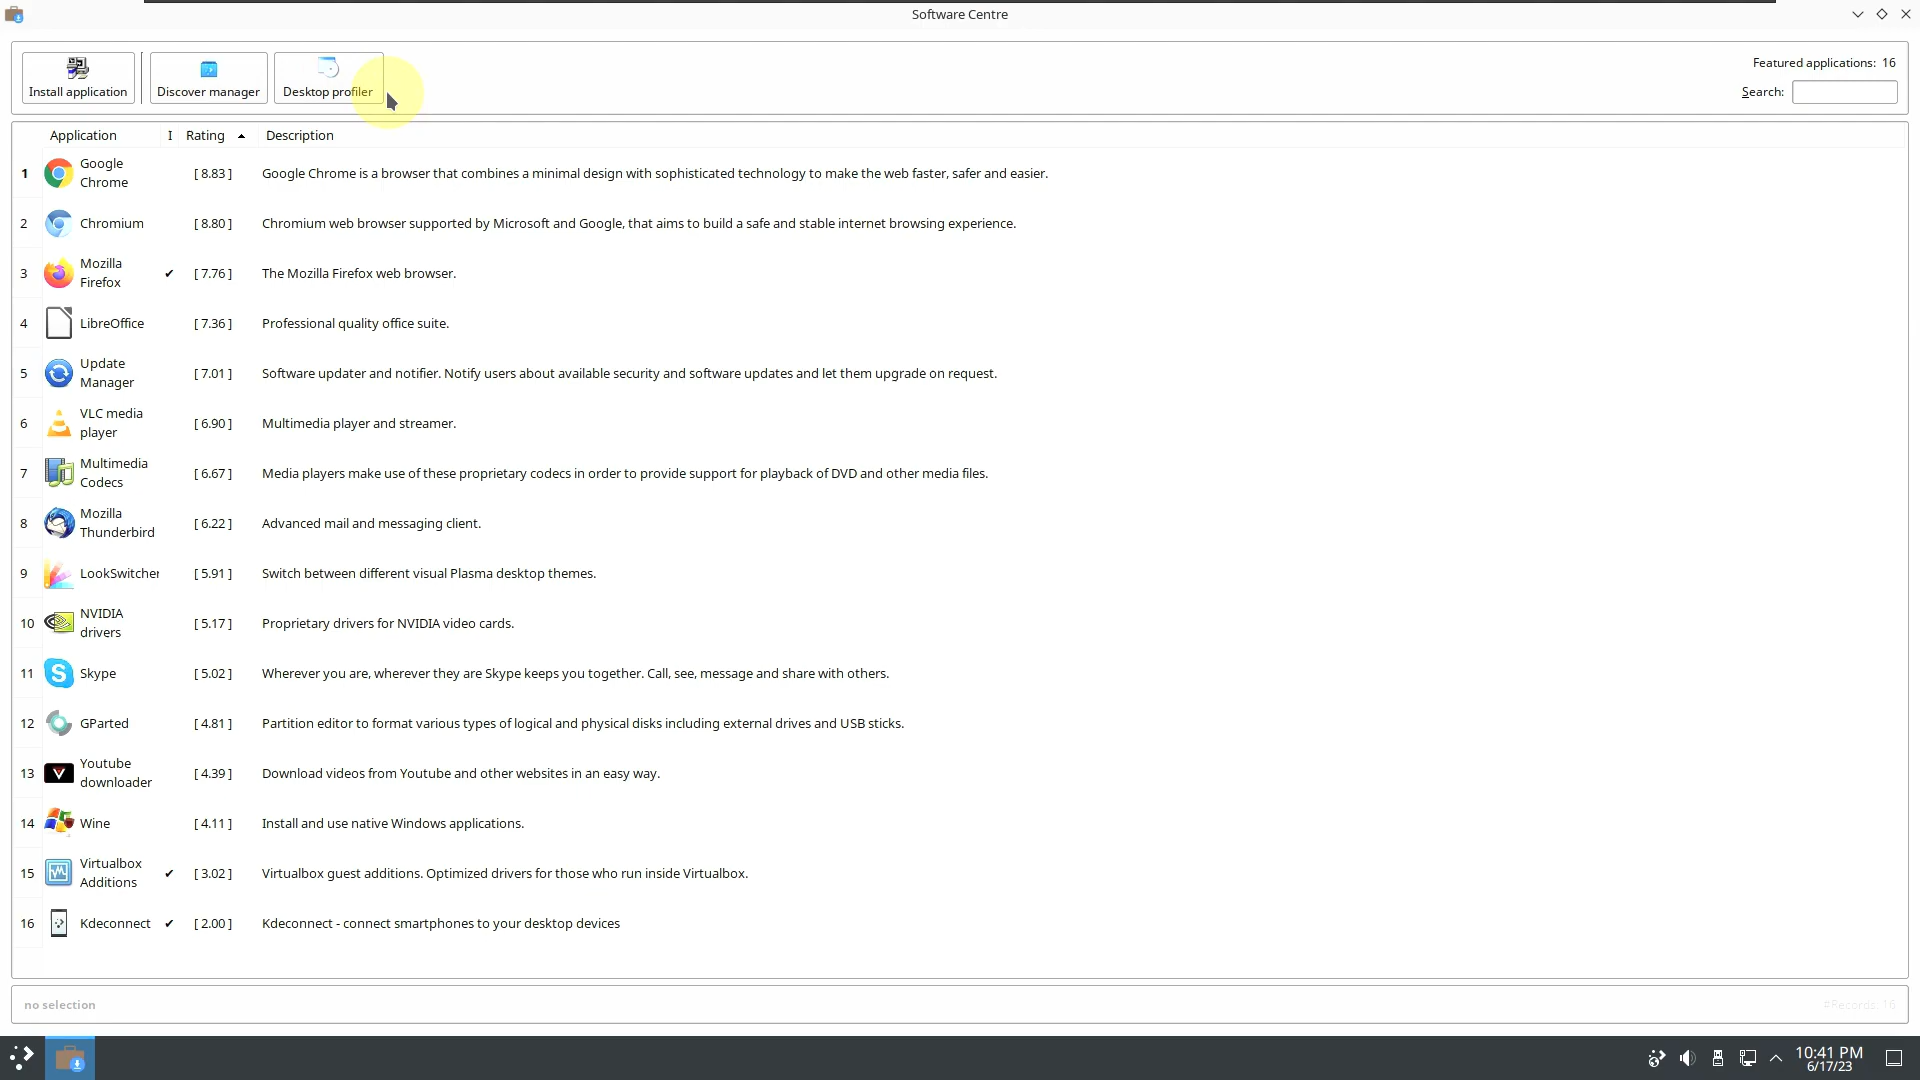 Software Centre
Install application
Discover manager
Desktop profiler
Featured applications: 16
Search:
Application I Rating Description
1 Google Chrome [ 8.83 ] Google Chrome is a browser that combines a minimal design with sophisticated technology to make the web faster, safer and easier.
2 Chromium [ 8.80 ] Chromium web browser supported by Microsoft and Google, that aims to build a safe and stable internet browsing experience.
3 Mozilla Firefox ✔ [ 7.76 ] The Mozilla Firefox web browser.
4 LibreOffice [ 7.36 ] Professional quality office suite.
5 Update Manager [ 7.01 ] Software updater and notifier. Notify users about available security and software updates and let them upgrade on request.
6 VLC media player [ 6.90 ] Multimedia player and streamer.
7 Multimedia Codecs [ 6.67 ] Media players make use of these proprietary codecs in order to provide support for playback of DVD and other media files.
8 Mozilla Thunderbird [ 6.22 ] Advanced mail and messaging client.
9 LookSwitcher [ 5.91 ] Switch between different visual Plasma desktop themes.
10 NVIDIA drivers [ 5.17 ] Proprietary drivers for NVIDIA video cards.
11 Skype [ 5.02 ] Wherever you are, wherever they are Skype keeps you together. Call, see, message and share with others.
12 GParted [ 4.81 ] Partition editor to format various types of logical and physical disks including external drives and USB sticks.
13 Youtube downloader [ 4.39 ] Download videos from Youtube and other websites in an easy way.
14 Wine [ 4.11 ] Install and use native Windows applications.
15 Virtualbox Additions ✔ [ 3.02 ] Virtualbox guest additions. Optimized drivers for those who run inside Virtualbox.
16 Kdeconnect ✔ [ 2.00 ] Kdeconnect - connect smartphones to your desktop devices
no selection
#Records: 16
10:41 PM
6/17/23